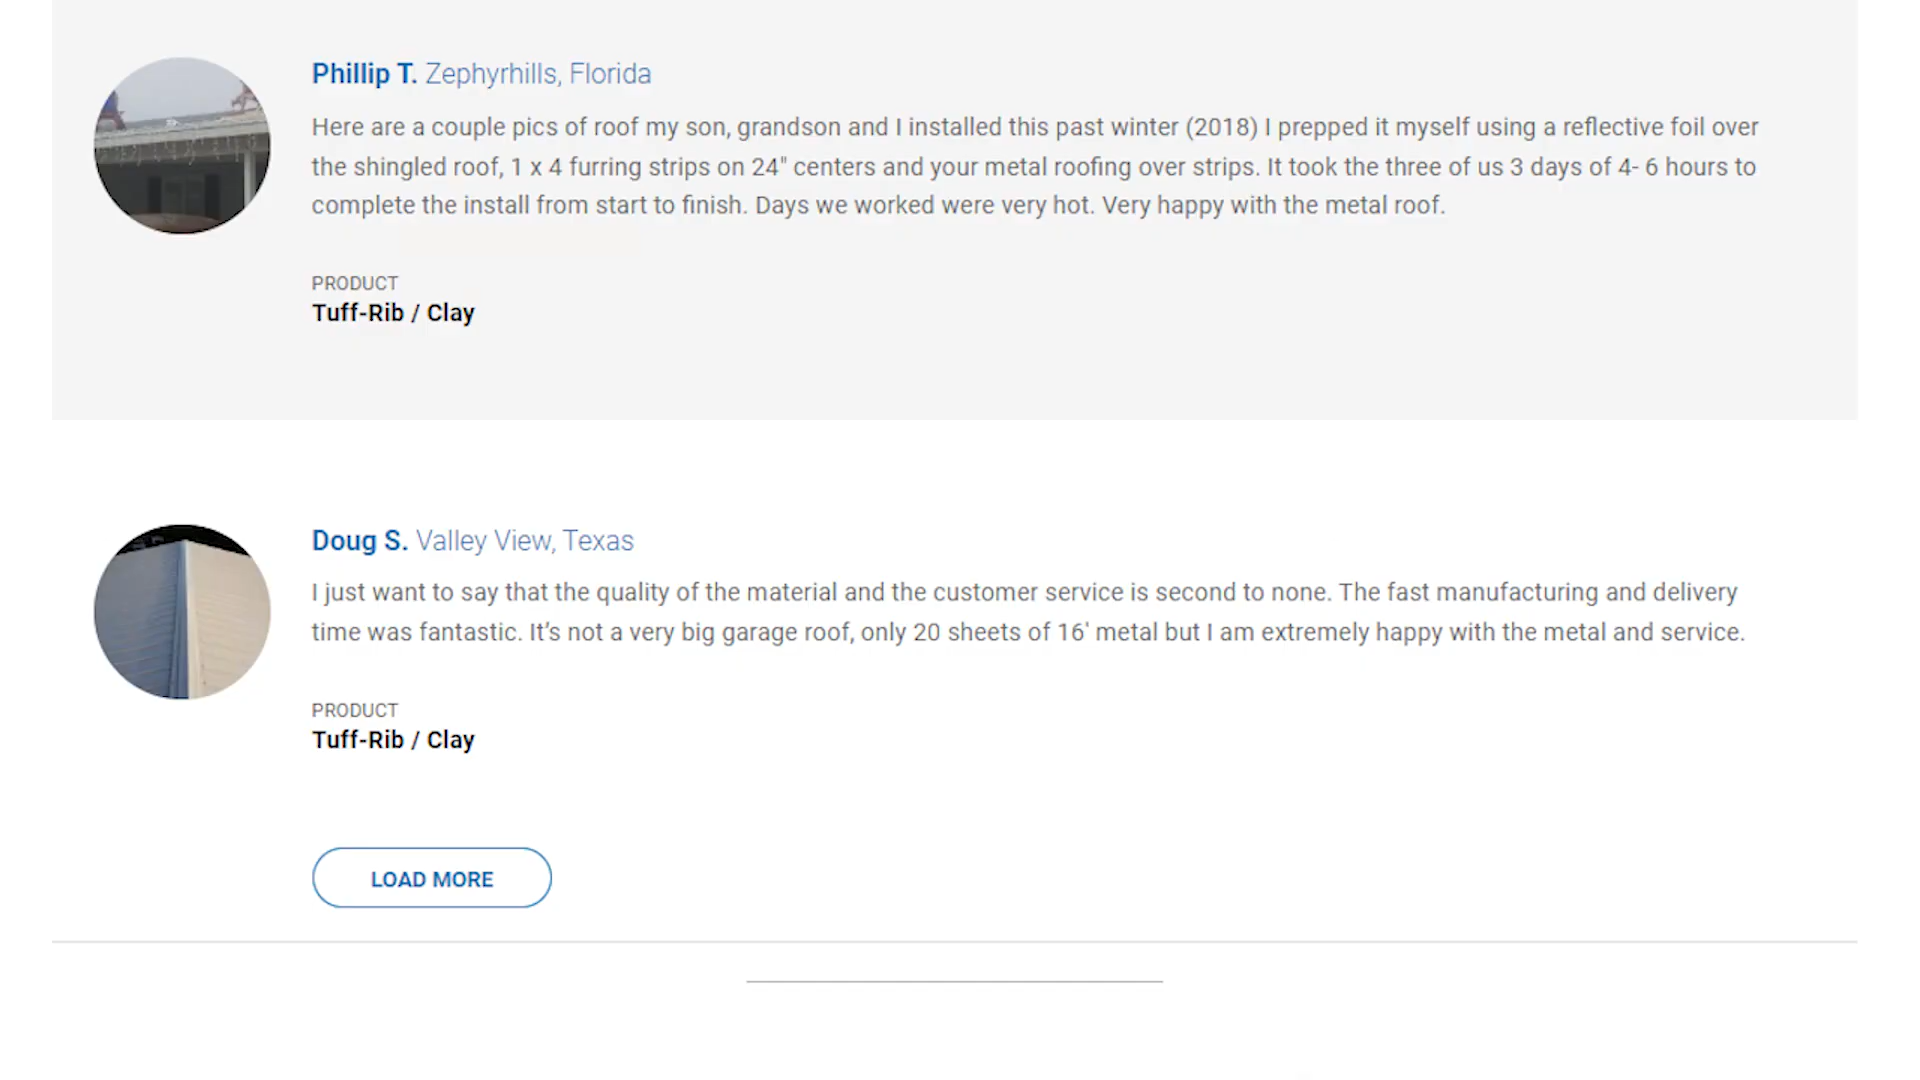 Phillip T. Zephyrhills, Florida
Here are a couple pics of roof my son, grandson and I installed this past winter (2018) I prepped it myself using a reflective foil over
the shingled roof, 1 x 4 furring strips on 24" centers and your metal roofing over strips. It took the three of us 3 days of 4- 6 hours to
complete the install from start to finish. Days we worked were very hot. Very happy with the metal roof.
PRODUCT
Tuff-Rib / Clay
Doug S. Valley View, Texas
I just want to say that the quality of the material and the customer service is second to none. The fast manufacturing and delivery
time was fantastic. It’s not a very big garage roof, only 20 sheets of 16' metal but I am extremely happy with the metal and service.
PRODUCT
Tuff-Rib / Clay
LOAD MORE